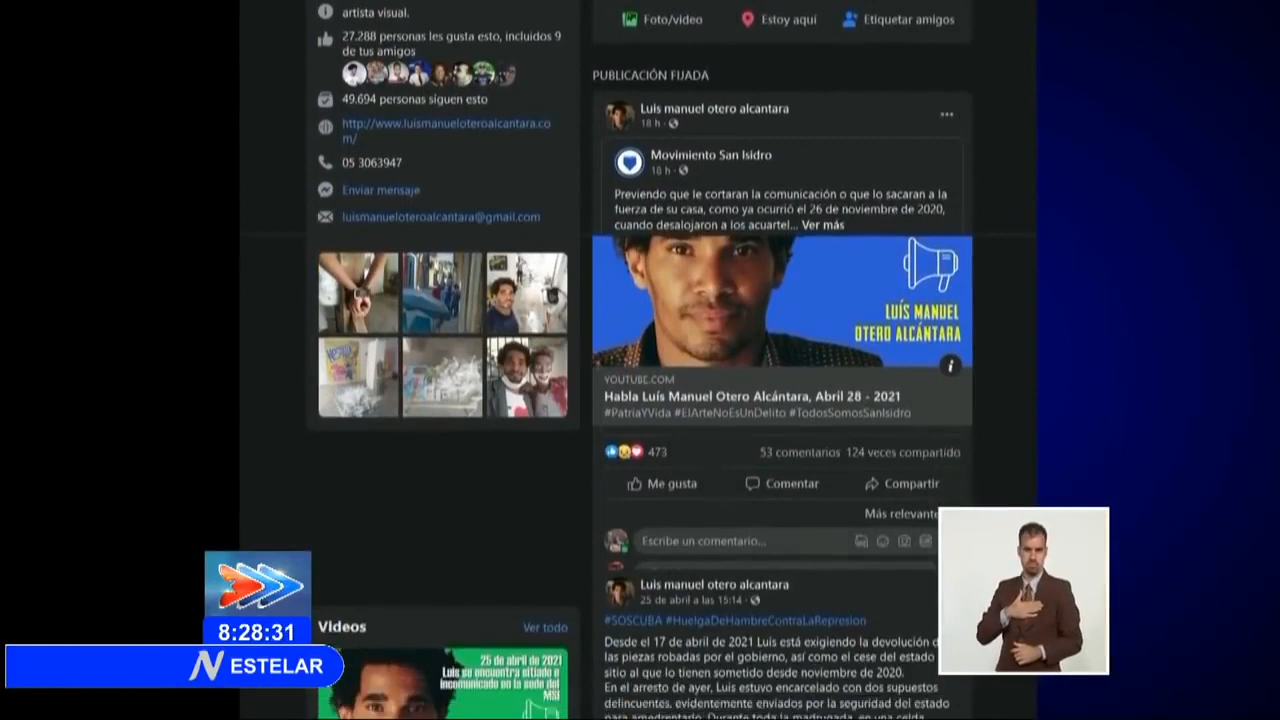 artista visual.
27.288 personas les gusta esto, incluidos 9
de tus amigos
49.694 personas siguen esto
http://www.luismanueloteroalcantara.co
m/
05 3063947
Enviar mensaje
luismanueloteroalcantara@gmail.com
Videos
Ver todo
25 de abril de 2021
Luis se encuentra sitiado e
incomunicado en la sede del
MSI
Foto/video
Estoy aquí
Etiquetar amigos
PUBLICACIÓN FIJADA
Luis manuel otero alcantara
18 h ·
Movimiento San Isidro
18 h ·
Previendo que le cortaran la comunicación o que lo sacaran a la
fuerza de su casa, como ya ocurrió el 26 de noviembre de 2020,
cuando desalojaron a los acuartel... Ver más
LUÍS MANUEL
OTERO ALCÁNTARA
YOUTUBE.COM
Habla Luís Manuel Otero Alcántara, Abril 28 - 2021
#PatriaYVida #ElArteNoEsUnDelito #TodosSomosSanIsidro
473
53 comentarios 124 veces compartido
Me gusta
Comentar
Compartir
Más relevante
Escribe un comentario...
Luis manuel otero alcantara
25 de abril a las 15:14 ·
#SOSCUBA #HuelgaDeHambreContraLaRepresion
Desde el 17 de abril de 2021 Luis está exigiendo la devolución d
las piezas robadas por el gobierno, así como el cese del estado
sitio al que lo tienen sometido desde noviembre de 2020.
En el arresto de ayer, Luis estuvo encarcelado con dos supuestos
delincuentes, evidentemente enviados por la seguridad del estado
para amedrentarlo. Durante toda la madrugada, en una celda
8:28:31
N ESTELAR